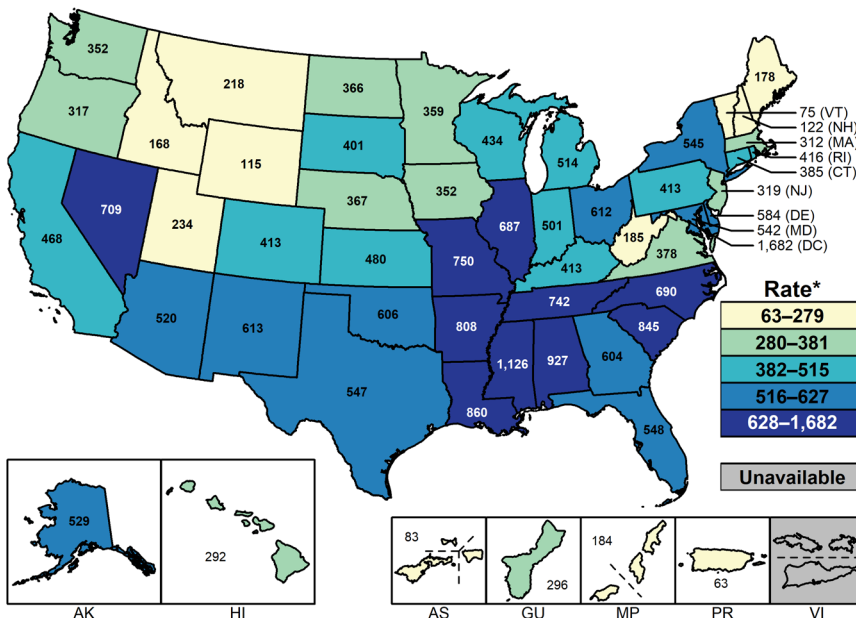 352
366
178
218
359
75 (VT)
122 (NH)
312 (MA)
416 (RI)
385 (CT)
317
434
545
168
401
514
115
352
413
319 (NJ)
709
367
612
584 (DE)
542 (MD)
1,682 (DC)
234
687
501
185
468
413
378
480
750
413
690
742
520
613
606
808
845
1,126
927
604
547
860
548
Rate*
63–279
280–381
382–515
516–627
628–1,682
Unavailable
529
292
83
296
184
63
AK
HI
AS
GU
MP
PR
VI